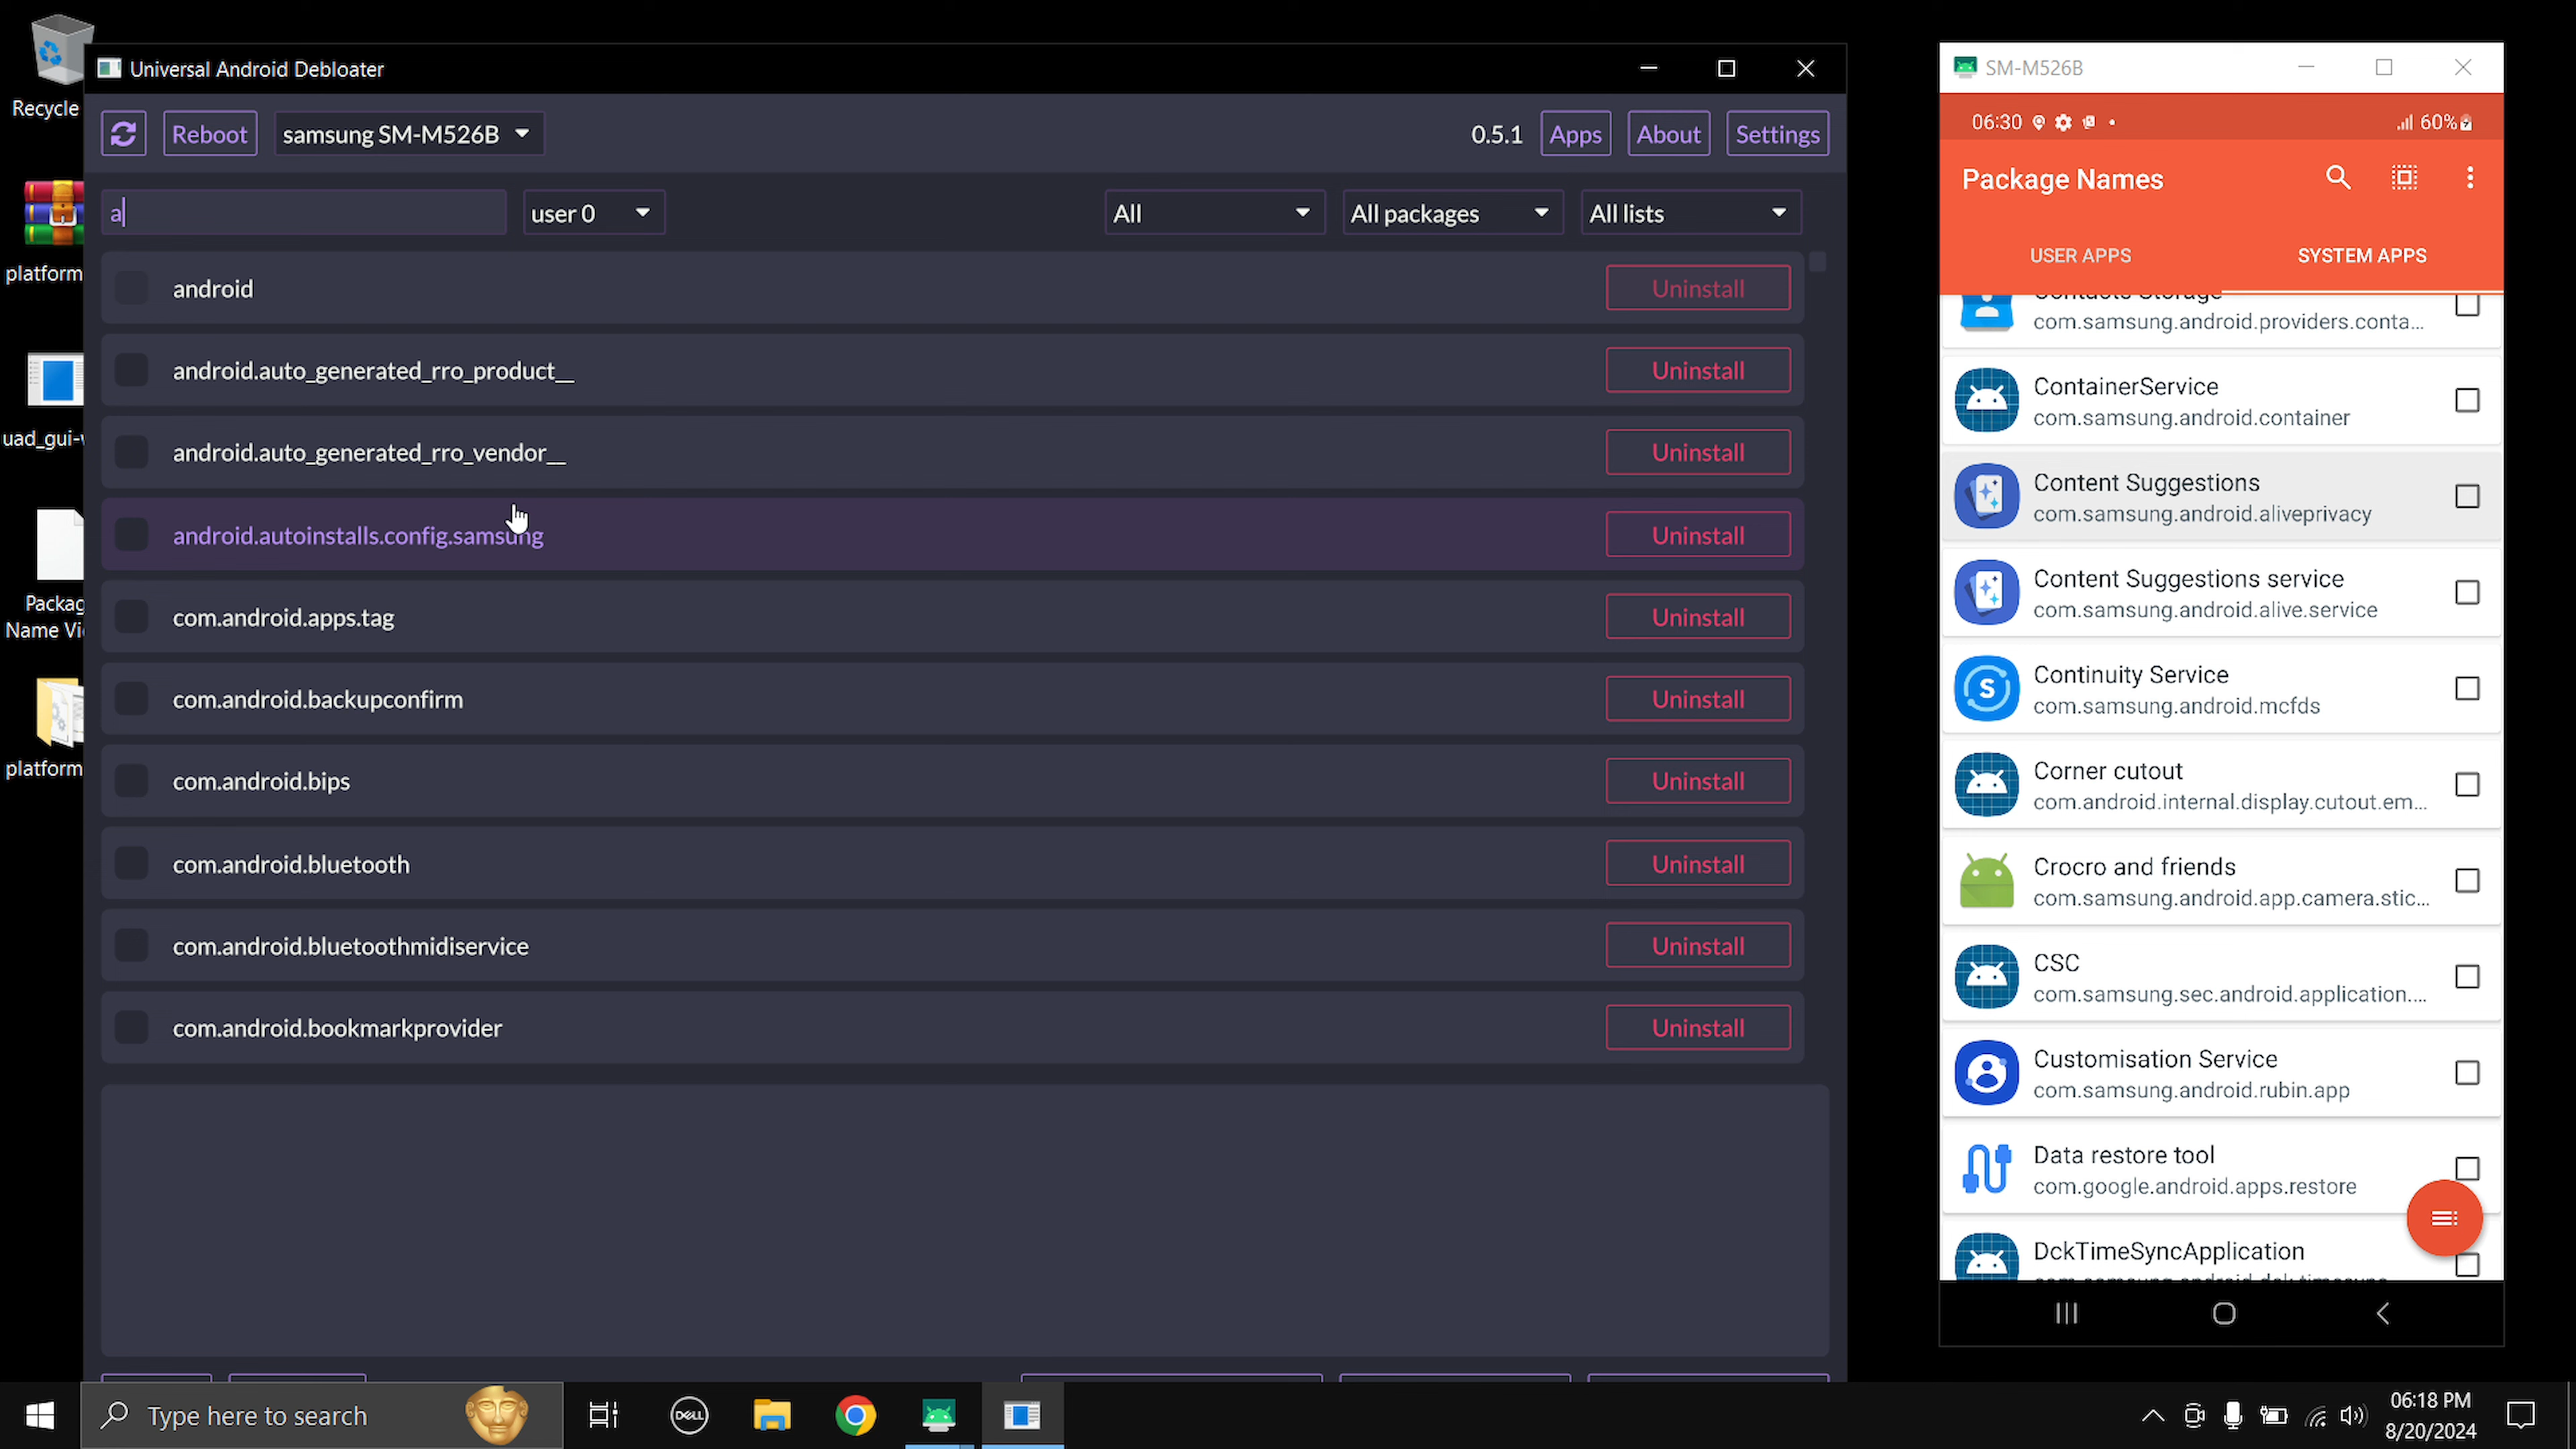 Recycle
platform
uad_gui-v
Packag
Name Vi
platform
Universal Android Debloater
Reboot
samsung SM-M526B
0.5.1
Apps
About
Settings
a
user 0
All
All packages
All lists
android
Uninstall
android.auto_generated_rro_product__
Uninstall
android.auto_generated_rro_vendor__
Uninstall
android.autoinstalls.config.samsung
Uninstall
com.android.apps.tag
Uninstall
com.android.backupconfirm
Uninstall
com.android.bips
Uninstall
com.android.bluetooth
Uninstall
com.android.bluetoothmidiservice
Uninstall
com.android.bookmarkprovider
Uninstall
SM-M526B
06:30
60%
Package Names
USER APPS
SYSTEM APPS
Contacts Storage
com.samsung.android.providers.conta...
ContainerService
com.samsung.android.container
Content Suggestions
com.samsung.android.aliveprivacy
Content Suggestions service
com.samsung.android.alive.service
Continuity Service
com.samsung.android.mcfds
Corner cutout
com.android.internal.display.cutout.em...
Crocro and friends
com.samsung.android.app.camera.stic...
CSC
com.samsung.sec.android.application....
Customisation Service
com.samsung.android.rubin.app
Data restore tool
com.google.android.apps.restore
DckTimeSyncApplication
Type here to search
DELL
06:18 PM
8/20/2024